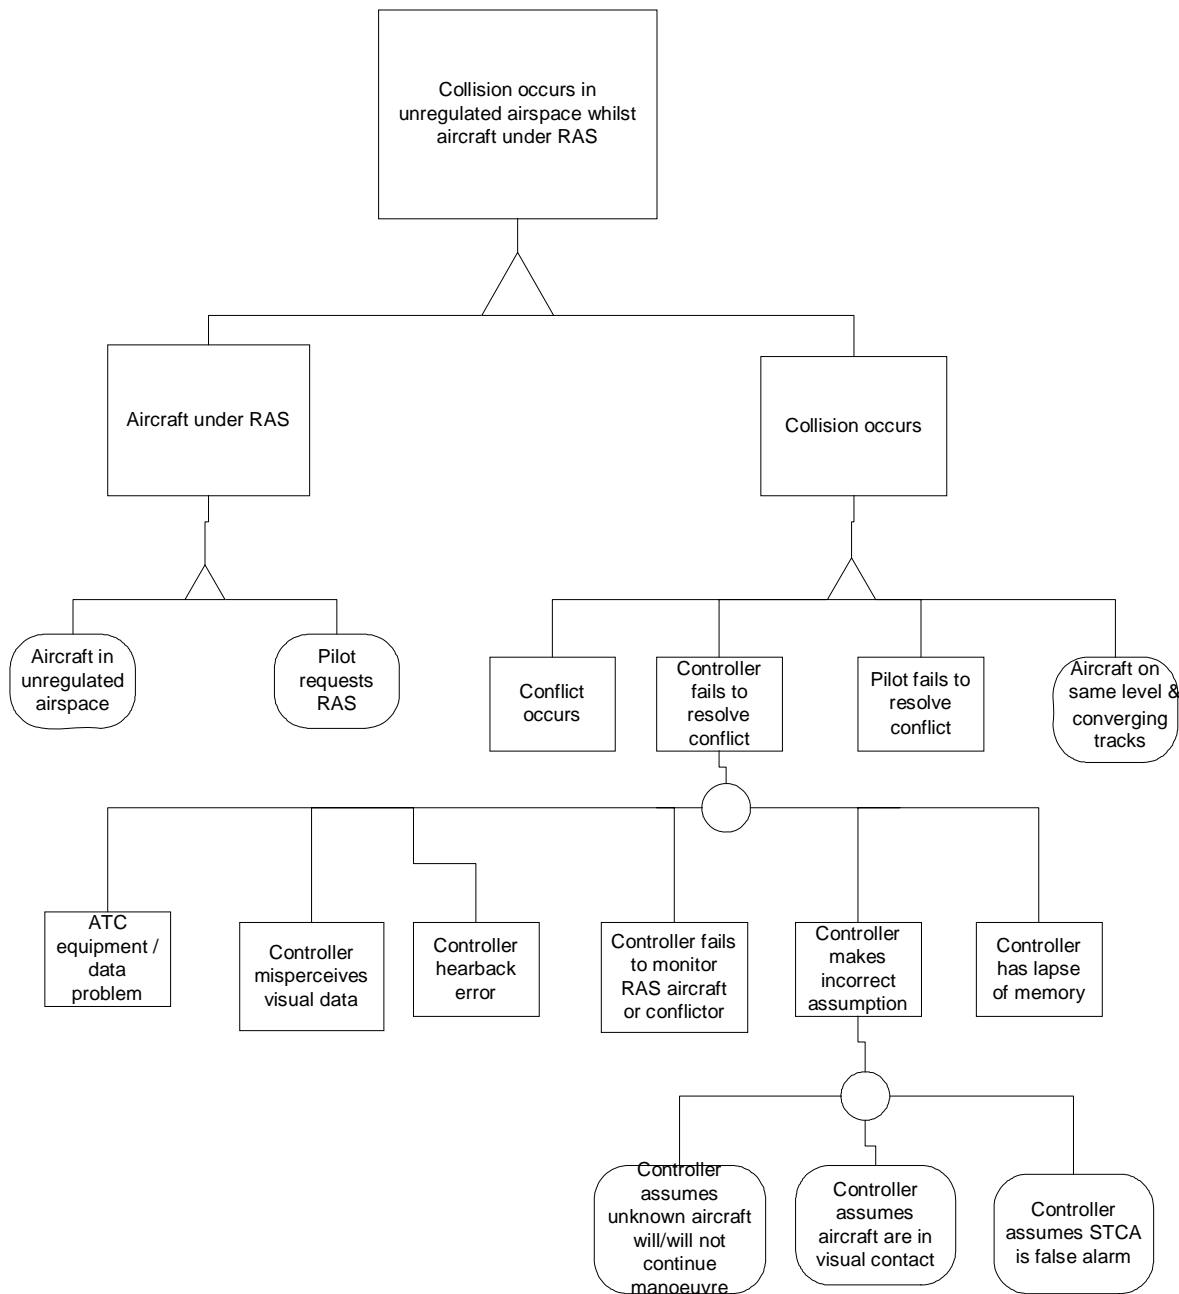 Collision occurs in
unregulated airspace whilst
aircraft under RAS
Aircraft under RAS
Collision occurs
Aircraft in
unregulated
airspace
Pilot
requests
RAS
Conflict
occurs
Controller
fails to
resolve
conflict
Pilot fails to
resolve
conflict
Aircraft on
same level &
converging
tracks
ATC
equipment /
data
problem
Controller
misperceives
visual data
Controller
hearback
error
Controller fails
to monitor
RAS aircraft
or conflictor
Controller
makes
incorrect
assumption
Controller
has lapse
of memory
Controller
assumes
unknown aircraft
will/will not
continue
manoeuvre
Controller
assumes
aircraft are in
visual contact
Controller
assumes STCA
is false alarm